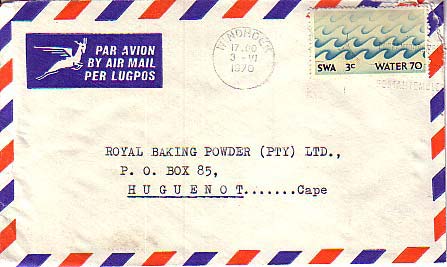 PAR AVION
BY AIR MAIL
PER LUGPOS
WINDHOEK
17.00
3-VI
1970
SWA 3c WATER 70
ROYAL BAKING POWDER (PTY) LTD.,
P. O. BOX 85,
HUGUENOT.......Cape